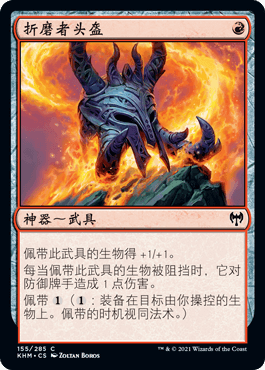 折磨者头盔
神器～武具
佩带此武具的生物得 +1/+1。
每当佩带此武具的生物被阻挡时，它对
防御牌手造成 1 点伤害。
佩带 1（1：装备在目标由你操控的生
物上。佩带的时机视同法术。）
155/285 C
KHM • CS ZOLTAN BOROS
™ & © 2021 Wizards of the Coast